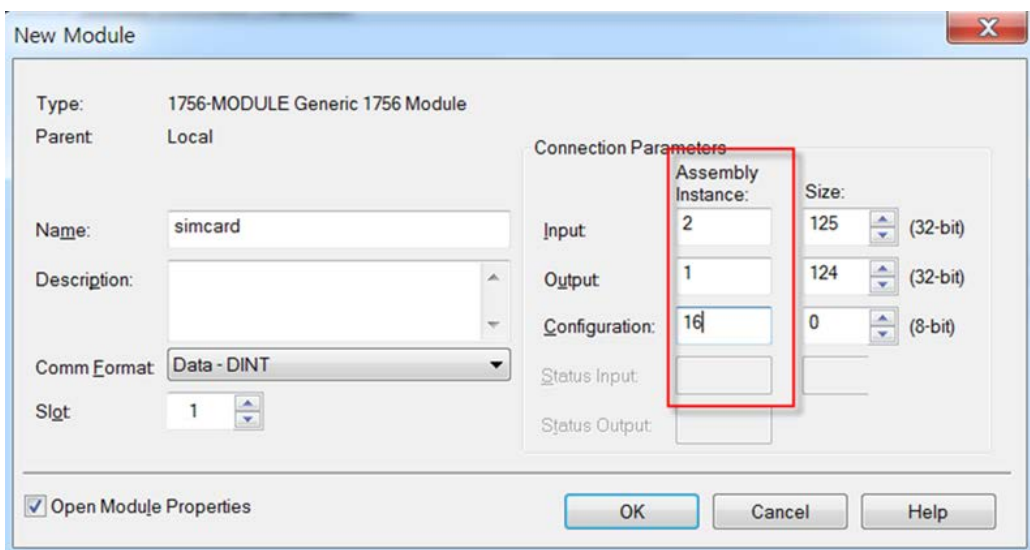 New Module
X
Type: 1756-MODULE Generic 1756 Module
Parent: Local
Connection Parameters
Assembly
Instance: Size:
Name: simcard
Input: 2 125 (32-bit)
Description:
Output: 1 124 (32-bit)
Configuration: 16 0 (8-bit)
Comm Format: Data - DINT
Status Input:
Slot: 1
Status Output:
Open Module Properties
OK Cancel Help